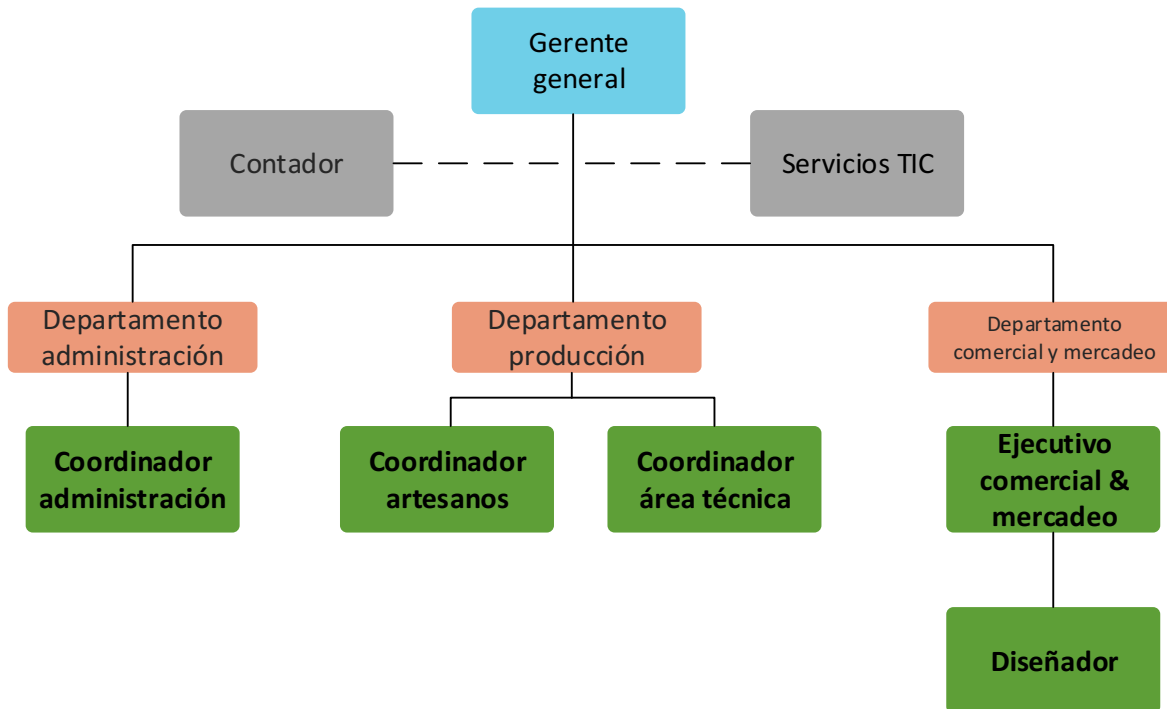 Gerente
general
Contador
Servicios TIC
Departamento
administración
Departamento
producción
Departamento
comercial y mercadeo
Coordinador
administración
Coordinador
artesanos
Coordinador
área técnica
Ejecutivo
comercial &
mercadeo
Diseñador